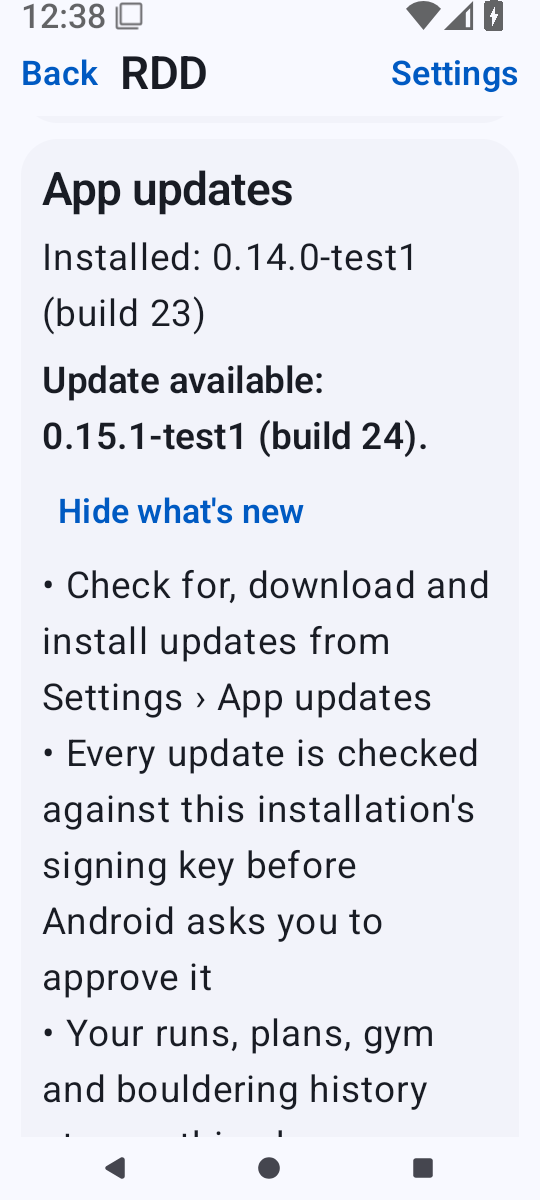 12:38
Back RDD Settings
App updates
Installed: 0.14.0-test1
(build 23)
Update available:
0.15.1-test1 (build 24).
Hide what's new
• Check for, download and
install updates from
Settings › App updates
• Every update is checked
against this installation's
signing key before
Android asks you to
approve it
• Your runs, plans, gym
and bouldering history